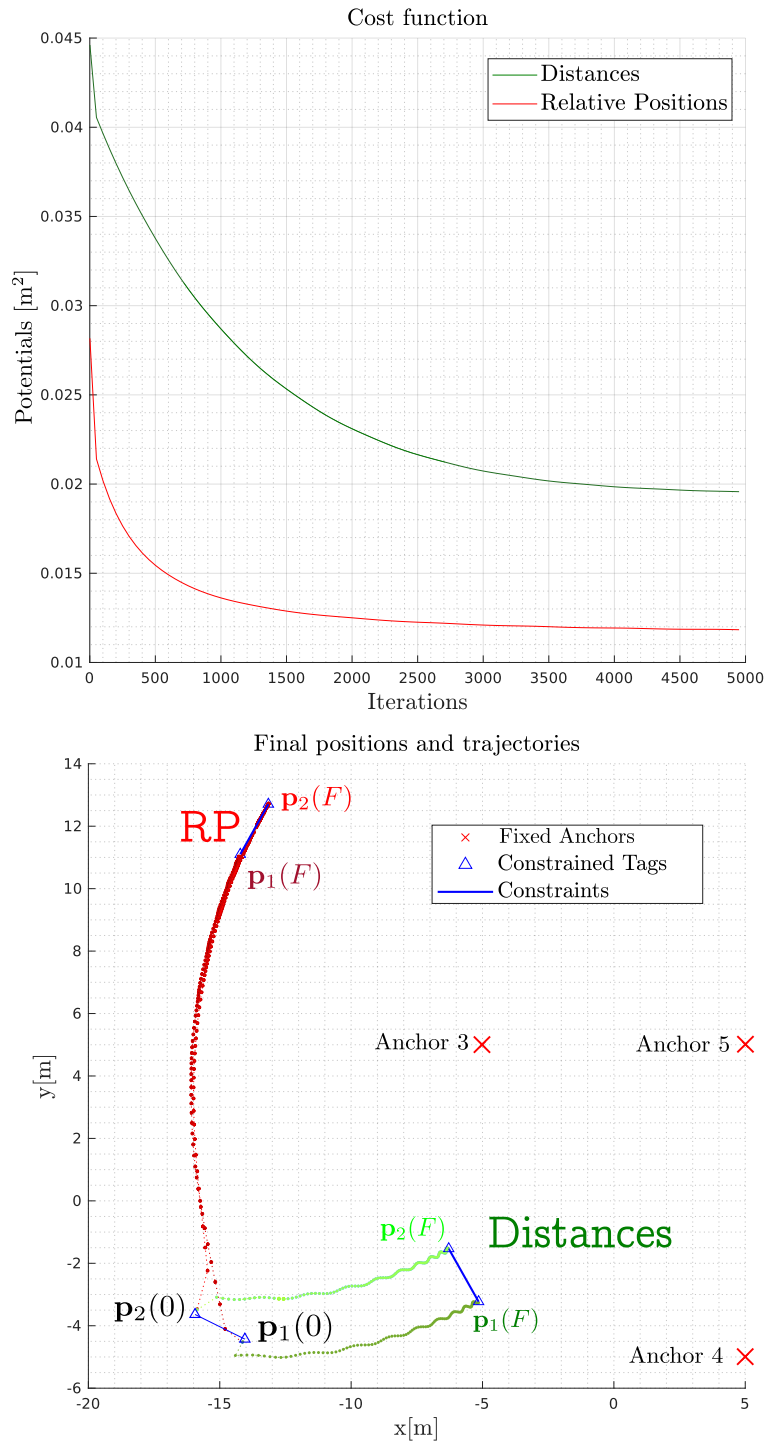 Cost function
0.045
Distances
Relative Positions
0.04
0.035
0.03
0.025
0.02
0.015
0.01
Potentials [m²]
0 500 1000 1500 2000 2500 3000 3500 4000 4500 5000
Iterations
Final positions and trajectories
14
p₂(F)
RP
12
Fixed Anchors
Constrained Tags
Constraints
p₁(F)
10
8
6
Anchor 3
Anchor 5
y[m]
4
2
0
p₂(F)
Distances
-2
p₂(0)
p₁(0)
p₁(F)
-4
Anchor 4
-6
-20 -15 -10 -5 0 5
x[m]